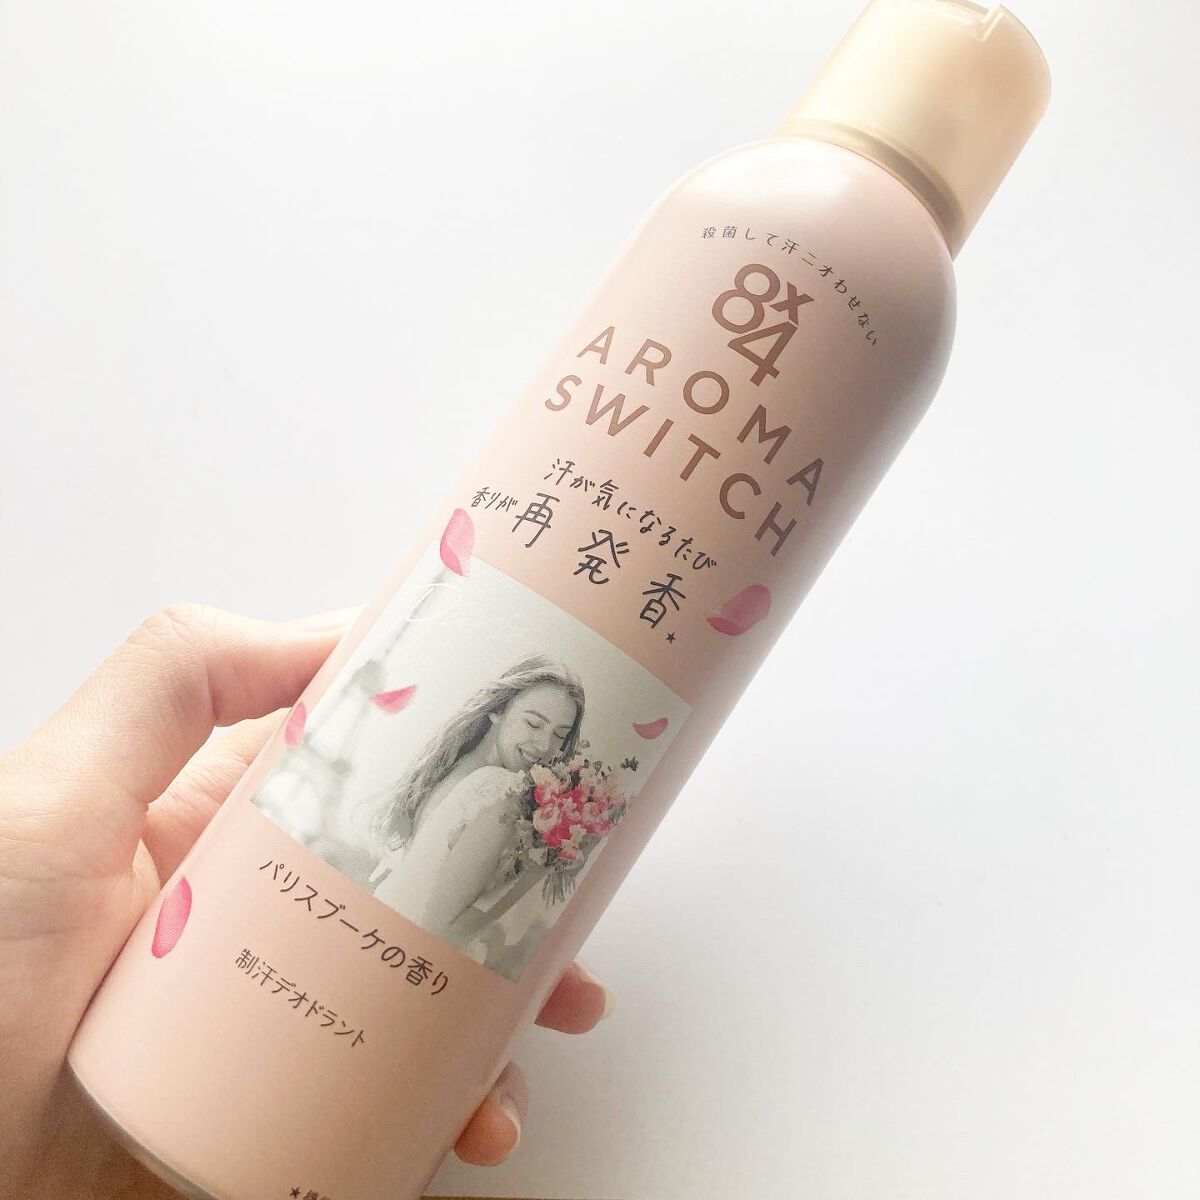 殺菌して汗ニオわせない
8x4
AROMA
SWITCH
汗が気になるたび
香りが再発香★
パリスブーケの香り
制汗デオドラント